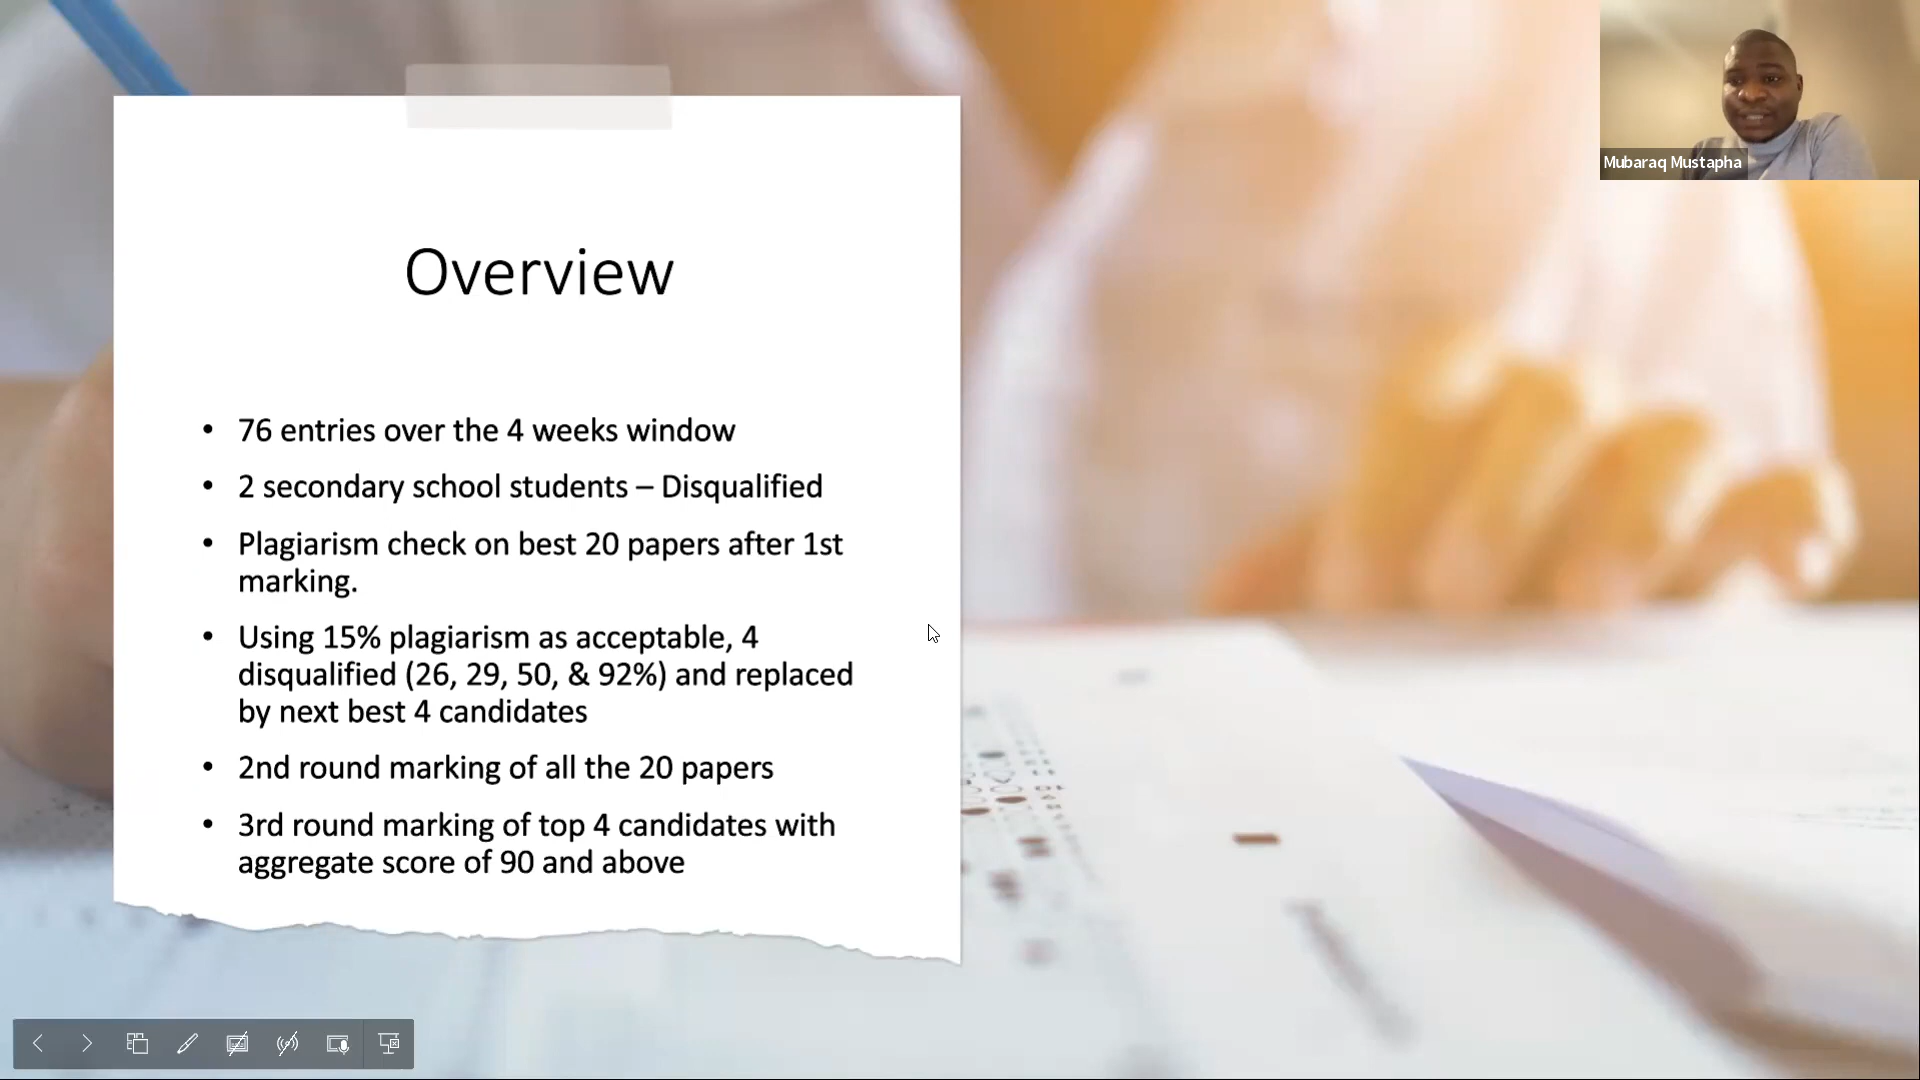 Mubaraq Mustapha
Overview
• 76 entries over the 4 weeks window
• 2 secondary school students – Disqualified
• Plagiarism check on best 20 papers after 1st
marking.
• Using 15% plagiarism as acceptable, 4
disqualified (26, 29, 50, & 92%) and replaced
by next best 4 candidates
• 2nd round marking of all the 20 papers
• 3rd round marking of top 4 candidates with
aggregate score of 90 and above